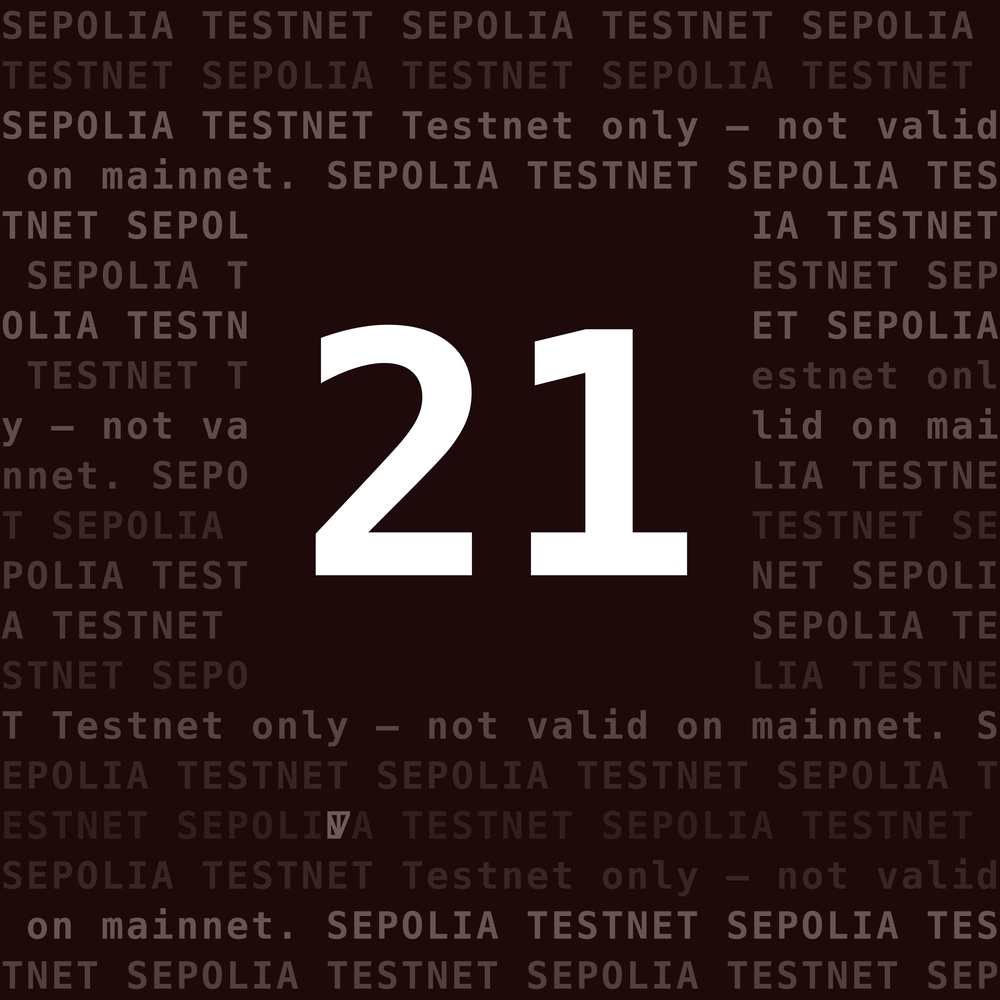 SEPOLIA TESTNET SEPOLIA TESTNET SEPOLIA
TESTNET SEPOLIA TESTNET SEPOLIA TESTNET
SEPOLIA TESTNET Testnet only — not valid
on mainnet. SEPOLIA TESTNET SEPOLIA TES
TNET SEPOL IA TESTNET
SEPOLIA T ESTNET SEP
OLIA TESTN ET SEPOLIA
TESTNET T estnet onl
y — not va lid on mai
nnet. SEPO LIA TESTNE
T SEPOLIA TESTNET SE
POLIA TEST NET SEPOLI
A TESTNET SEPOLIA TE
STNET SEPO LIA TESTNE
21
T Testnet only — not valid on mainnet. S
EPOLIA TESTNET SEPOLIA TESTNET SEPOLIA T
ESTNET SEPOLI A TESTNET SEPOLIA TESTNET
SEPOLIA TESTNET Testnet only — not valid
on mainnet. SEPOLIA TESTNET SEPOLIA TES
TNET SEPOLIA TESTNET SEPOLIA TESTNET SEP